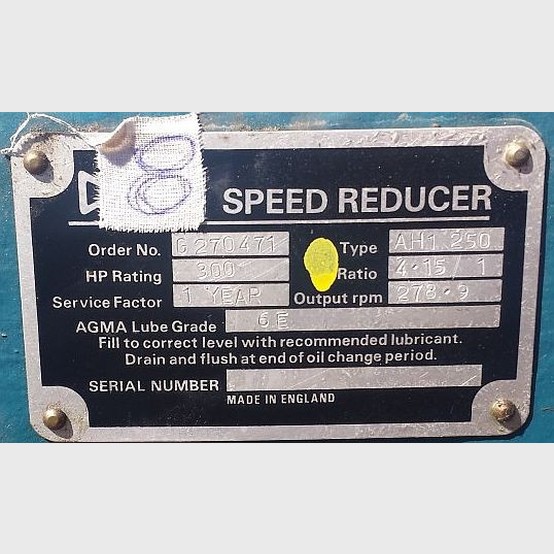 8
SPEED REDUCER
Order No. G 270471 Type AH1 250
HP Rating 300 Ratio 4·15/1
Service Factor 1 YEAR Output rpm 278·9
AGMA Lube Grade 6E
Fill to correct level with recommended lubricant.
Drain and flush at end of oil change period.
SERIAL NUMBER
MADE IN ENGLAND